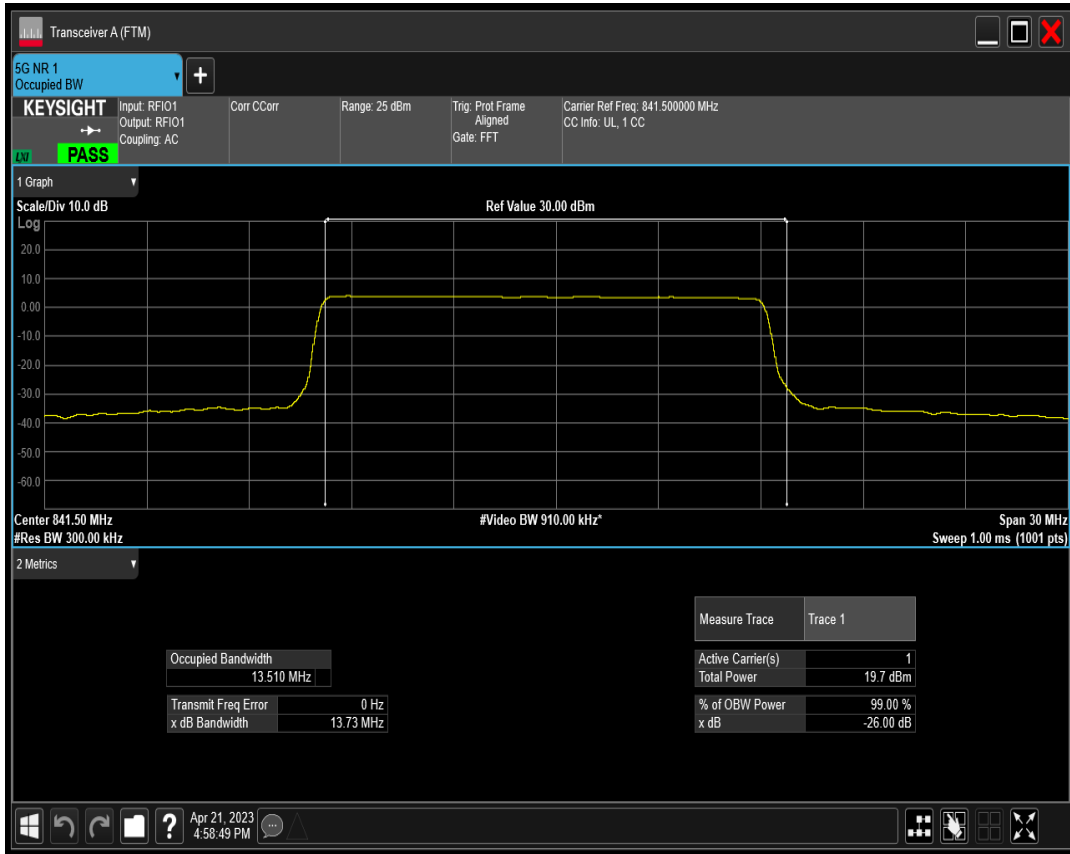 Transceiver A (FTM)
5G NR 1
Occupied BW
+
KEYSIGHT
LXI
PASS
Input: RFIO1
Output: RFIO1
Coupling: AC
Corr CCorr
Range: 25 dBm
Trig: Prot Frame
Aligned
Gate: FFT
Carrier Ref Freq: 841.500000 MHz
CC Info: UL, 1 CC
1 Graph
Scale/Div 10.0 dB
Ref Value 30.00 dBm
Log
20.0
10.0
0.00
-10.0
-20.0
-30.0
-40.0
-50.0
-60.0
Center 841.50 MHz
#Video BW 910.00 kHz*
Span 30 MHz
#Res BW 300.00 kHz
Sweep 1.00 ms (1001 pts)
2 Metrics
Measure Trace Trace 1
Occupied Bandwidth
13.510 MHz
Active Carrier(s) 1
Total Power 19.7 dBm
Transmit Freq Error 0 Hz
x dB Bandwidth 13.73 MHz
% of OBW Power 99.00 %
x dB -26.00 dB
?
Apr 21, 2023
4:58:49 PM